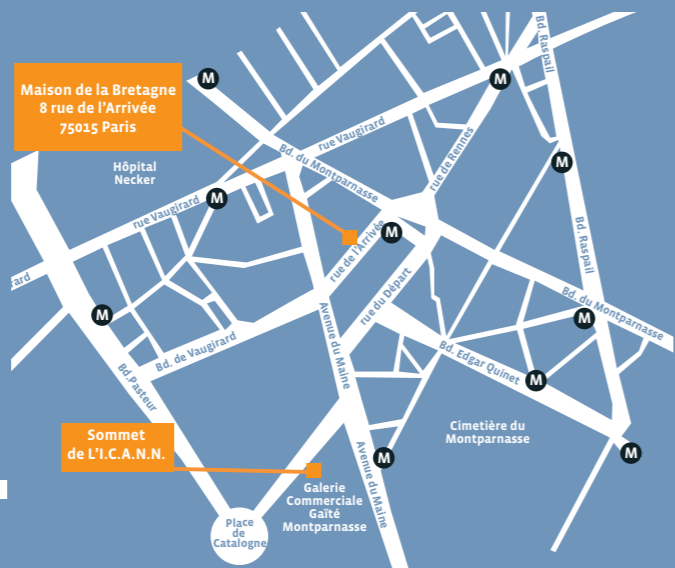 Bd. Raspail
M
M
Maison de la Bretagne
8 rue de l'Arrivée
75015 Paris
rue Vaugirard
Bd. du Montparnasse
rue de Rennes
M
Hôpital
Necker
M
rue Vaugirard
M
rue de l'Arrivée
Bd. Raspail
rard
rue du Départ
Bd. du Montparnasse
M
M
Avenue du Maine
Bd. de Vaugirard
Bd. Edgar Quinet
M
Bd.Pasteur
Sommet
de L'I.C.A.N.N.
Cimetière du
Montparnasse
M
M
Avenue du Maine
Galerie
Commerciale
Gaîté
Montparnasse
Place
de
Catalogne